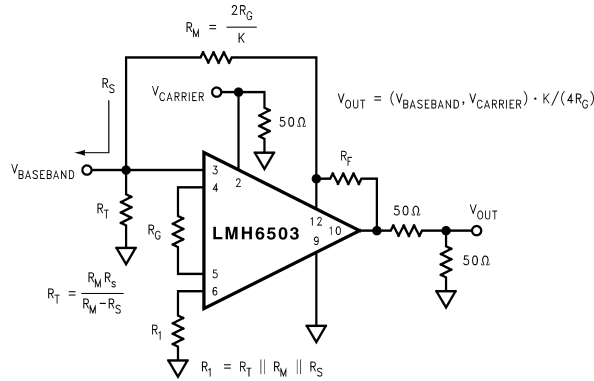 R_M = 2R_G / K
R_S
V_CARRIER
50Ω
V_OUT = (V_BASEBAND, V_CARRIER) · K/(4R_G)
V_BASEBAND
3
2
4
R_F
R_T
R_G
LMH6503
12
10
9
50Ω
V_OUT
50Ω
5
6
R_T = R_M R_s / R_M – R_S
R_1
R_1 = R_T || R_M || R_S